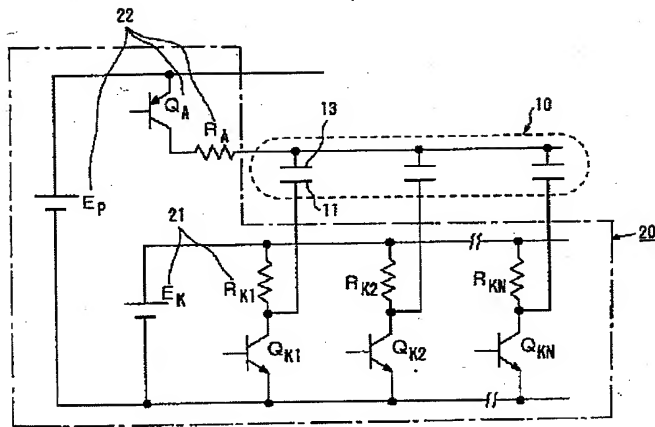 22
Q_A
R_A
13
10
11
E_P
21
20
E_K
R_K1
R_K2
R_KN
Q_K1
Q_K2
Q_KN